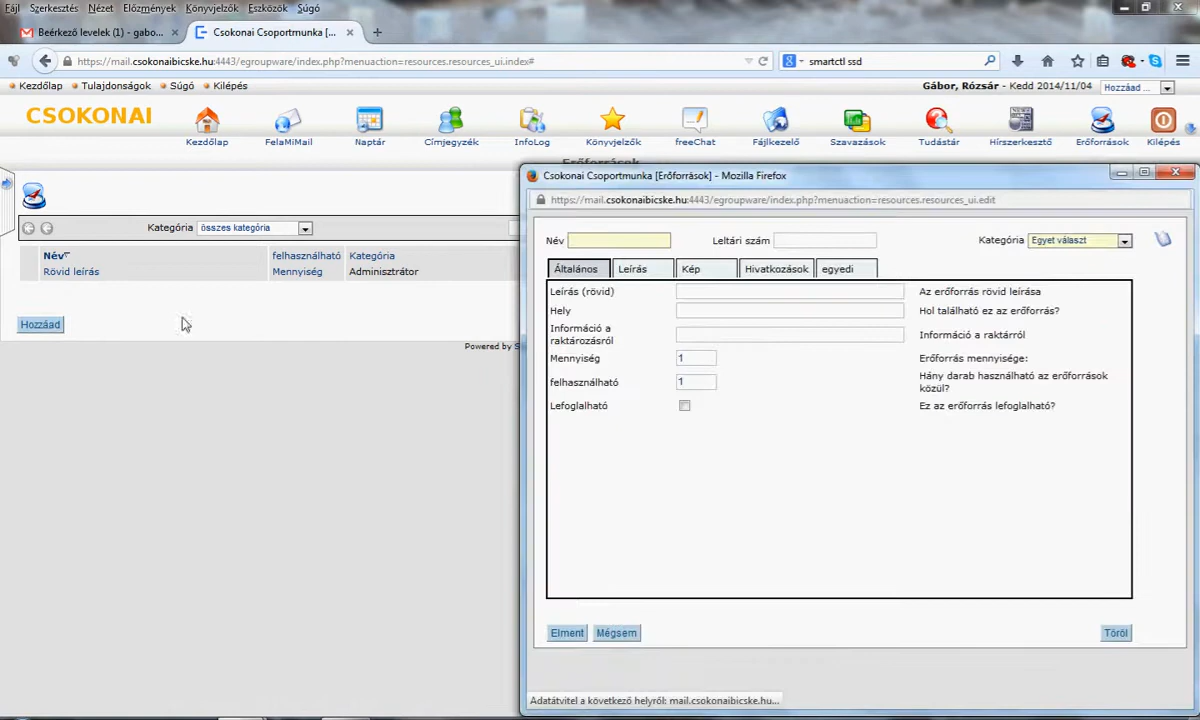 Fájl Szerkesztés Nézet Előzmények Könyvjelzők Eszközök Súgó
Beérkező levelek (1) - gabo... × Csokonai Csoportmunka [... × +
https://mail.csokonaibicske.hu:4443/egroupware/index.php?menuaction=resources.resources_ui.index# smartctl ssd
Kezdőlap Tulajdonságok Súgó Kilépés Gábor, Rózsár - Kedd 2014/11/04 Hozzáad ...
CSOKONAI
Kezdőlap FelaMiMail Naptár Címjegyzék InfoLog Könyvjelzők freeChat Fájlkezelő Szavazások Tudástár Hírszerkesztő Erőforrások Kilépés
Erőforrások
Csokonai Csoportmunka [Erőforrások] - Mozilla Firefox
https://mail.csokonaibicske.hu:4443/egroupware/index.php?menuaction=resources.resources_ui.edit
Kategória összes kategória
Név felhasználható Kategória
Rövid leírás Mennyiség Adminisztrátor
Hozzáad
Powered by
Név Leltári szám Kategória Egyet választ
Általános Leírás Kép Hivatkozások egyedi
Leírás (rövid) Az erőforrás rövid leírása
Hely Hol található ez az erőforrás?
Információ a
raktározásról Információ a raktárról
Mennyiség 1 Erőforrás mennyisége:
felhasználható 1 Hány darab használható az erőforrások
közül?
Lefoglalható Ez az erőforrás lefoglalható?
Elment Mégsem Töröl
Adatátvitel a következő helyről: mail.csokonaibicske.hu...